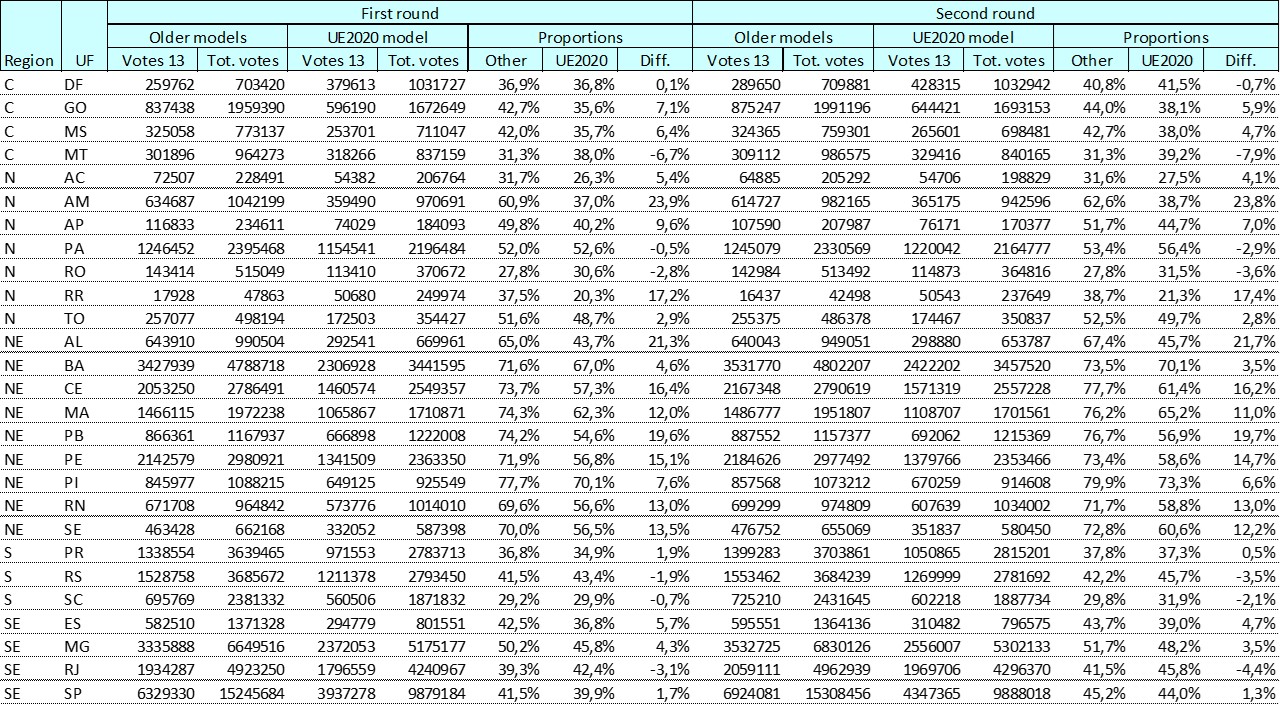 First round Second round
Older models UE2020 model Proportions Older models UE2020 model Proportions
Region UF Votes 13 Tot. votes Votes 13 Tot. votes Other UE2020 Diff. Votes 13 Tot. votes Votes 13 Tot. votes Other UE2020 Diff.
C DF 259762 703420 379613 1031727 36,9% 36,8% 0,1% 289650 709881 428315 1032942 40,8% 41,5% -0,7%
C GO 837438 1959390 596190 1672649 42,7% 35,6% 7,1% 875247 1991196 644421 1693153 44,0% 38,1% 5,9%
C MS 325058 773137 253701 711047 42,0% 35,7% 6,4% 324365 759301 265601 698481 42,7% 38,0% 4,7%
C MT 301896 964273 318266 837159 31,3% 38,0% -6,7% 309112 986575 329416 840165 31,3% 39,2% -7,9%
N AC 72507 228491 54382 206764 31,7% 26,3% 5,4% 64885 205292 54706 198829 31,6% 27,5% 4,1%
N AM 634687 1042199 359490 970691 60,9% 37,0% 23,9% 614727 982165 365175 942596 62,6% 38,7% 23,8%
N AP 116833 234611 74029 184093 49,8% 40,2% 9,6% 107590 207987 76171 170377 51,7% 44,7% 7,0%
N PA 1246452 2395468 1154541 2196484 52,0% 52,6% -0,5% 1245079 2330569 1220042 2164777 53,4% 56,4% -2,9%
N RO 143414 515049 113410 370672 27,8% 30,6% -2,8% 142984 513492 114873 364816 27,8% 31,5% -3,6%
N RR 17928 47863 50680 249974 37,5% 20,3% 17,2% 16437 42498 50543 237649 38,7% 21,3% 17,4%
N TO 257077 498194 172503 354427 51,6% 48,7% 2,9% 255375 486378 174467 350837 52,5% 49,7% 2,8%
NE AL 643910 990504 292541 669961 65,0% 43,7% 21,3% 640043 949051 298880 653787 67,4% 45,7% 21,7%
NE BA 3427939 4788718 2306928 3441595 71,6% 67,0% 4,6% 3531770 4802207 2422202 3457520 73,5% 70,1% 3,5%
NE CE 2053250 2786491 1460574 2549357 73,7% 57,3% 16,4% 2167348 2790619 1571319 2557228 77,7% 61,4% 16,2%
NE MA 1466115 1972238 1065867 1710871 74,3% 62,3% 12,0% 1486777 1951807 1108707 1701561 76,2% 65,2% 11,0%
NE PB 866361 1167937 666898 1222008 74,2% 54,6% 19,6% 887552 1157377 692062 1215369 76,7% 56,9% 19,7%
NE PE 2142579 2980921 1341509 2363350 71,9% 56,8% 15,1% 2184626 2977492 1379766 2353466 73,4% 58,6% 14,7%
NE PI 845977 1088215 649125 925549 77,7% 70,1% 7,6% 857568 1073212 670259 914608 79,9% 73,3% 6,6%
NE RN 671708 964842 573776 1014010 69,6% 56,6% 13,0% 699299 974809 607639 1034002 71,7% 58,8% 13,0%
NE SE 463428 662168 332052 587398 70,0% 56,5% 13,5% 476752 655069 351837 580450 72,8% 60,6% 12,2%
S PR 1338554 3639465 971553 2783713 36,8% 34,9% 1,9% 1399283 3703861 1050865 2815201 37,8% 37,3% 0,5%
S RS 1528758 3685672 1211378 2793450 41,5% 43,4% -1,9% 1553462 3684239 1269999 2781692 42,2% 45,7% -3,5%
S SC 695769 2381332 560506 1871832 29,2% 29,9% -0,7% 725210 2431645 602218 1887734 29,8% 31,9% -2,1%
SE ES 582510 1371328 294779 801551 42,5% 36,8% 5,7% 595551 1364136 310482 796575 43,7% 39,0% 4,7%
SE MG 3335888 6649516 2372053 5175177 50,2% 45,8% 4,3% 3532725 6830126 2556007 5302133 51,7% 48,2% 3,5%
SE RJ 1934287 4923250 1796559 4240967 39,3% 42,4% -3,1% 2059111 4962939 1969706 4296370 41,5% 45,8% -4,4%
SE SP 6329330 15245684 3937278 9879184 41,5% 39,9% 1,7% 6924081 15308456 4347365 9888018 45,2% 44,0% 1,3%